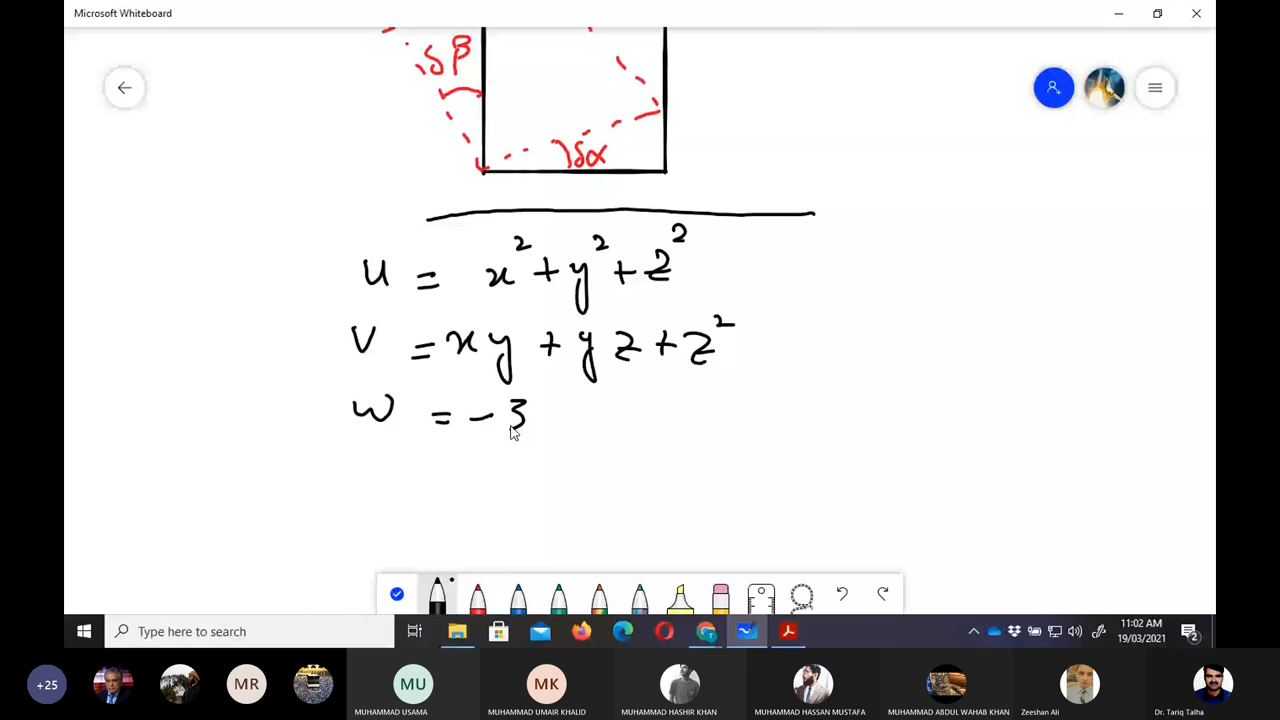 Microsoft Whiteboard
δβ
δα
u = x² + y² + z²
v = xy + yz + z²
w = -3
Type here to search
11:02 AM
19/03/2021
2
+25
MR
MU
MK
MUHAMMAD USAMA
MUHAMMAD UMAIR KHALID
MUHAMMAD HASHIR KHAN
MUHAMMAD HASSAN MUSTAFA
MUHAMMAD ABDUL WAHAB KHAN
Zeeshan Ali
Dr. Tariq Talha